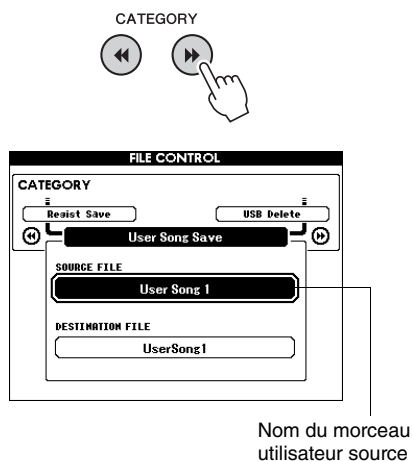 CATEGORY
FILE CONTROL
CATEGORY
Regist Save
USB Delete
User Song Save
SOURCE FILE
User Song 1
DESTINATION FILE
UserSong1
Nom du morceau
utilisateur source